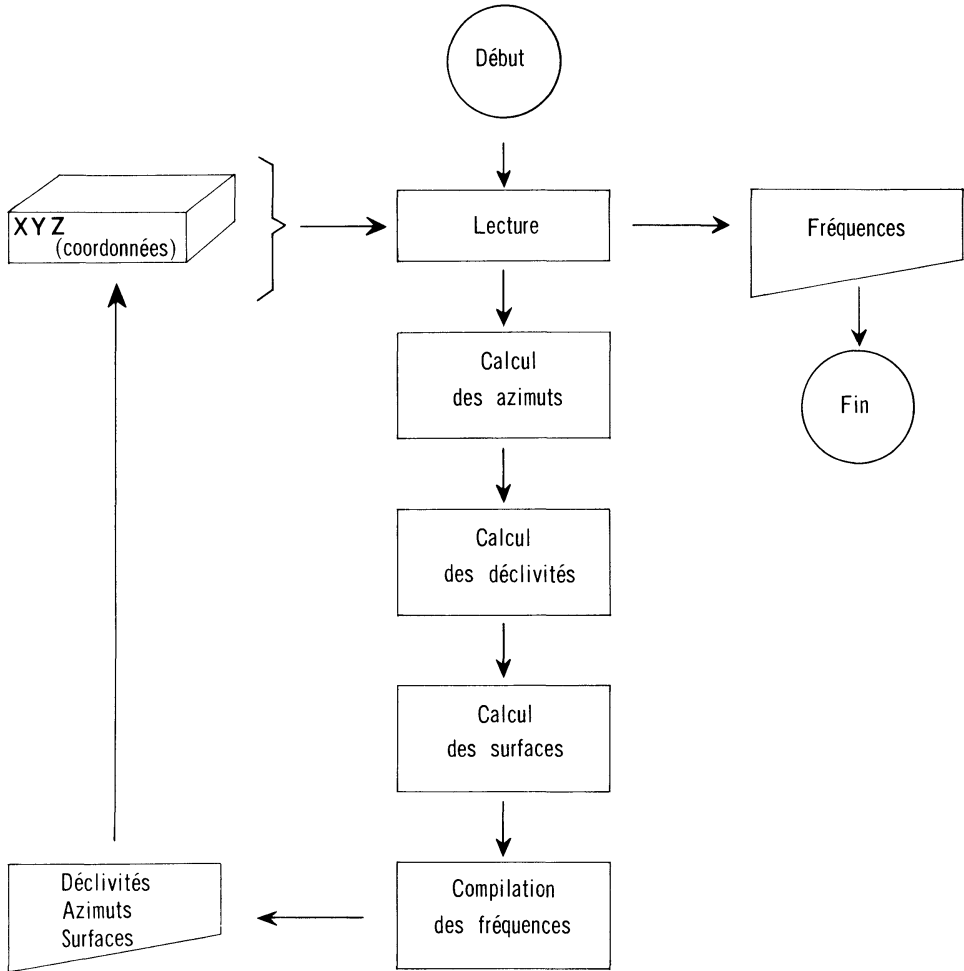 Début
X Y Z
(coordonnées)
Lecture
Fréquences
Calcul
des azimuts
Fin
Calcul
des déclivités
Calcul
des surfaces
Compilation
des fréquences
Déclivités
Azimuts
Surfaces